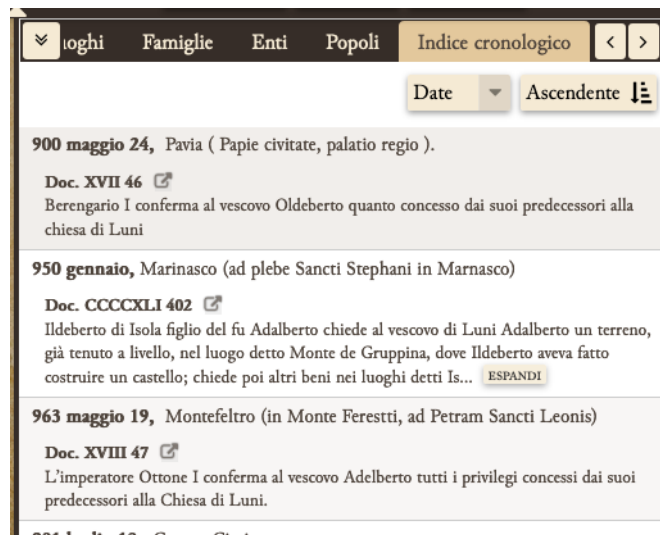 oghi Famiglie Enti Popoli Indice cronologico
Date Ascendente
900 maggio 24, Pavia ( Papie civitate, palatio regio ).
Doc. XVII 46
Berengario I conferma al vescovo Oldeberto quanto concesso dai suoi predecessori alla
chiesa di Luni
950 gennaio, Marinasco (ad plebe Sancti Stephani in Marnasco)
Doc. CCCCXLI 402
Ildeberto di Isola figlio del fu Adalberto chiede al vescovo di Luni Adalberto un terreno,
già tenuto a livello, nel luogo detto Monte de Gruppina, dove Ildeberto aveva fatto
costruire un castello; chiede poi altri beni nei luoghi detti Is... ESPANDI
963 maggio 19, Montefeltro (in Monte Ferestti, ad Petram Sancti Leonis)
Doc. XVIII 47
L'imperatore Ottone I conferma al vescovo Adelberto tutti i privilegi concessi dai suoi
predecessori alla Chiesa di Luni.